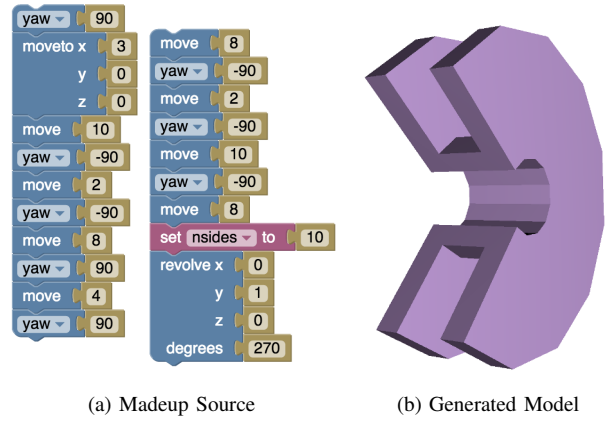 yaw 90
moveto x 3
y 0
z 0
move 10
yaw -90
move 2
yaw -90
move 8
yaw 90
move 4
yaw 90
move 8
yaw -90
move 2
yaw -90
move 10
yaw -90
move 8
set nsides to 10
revolve x 0
y 1
z 0
degrees 270
(a) Madeup Source
(b) Generated Model